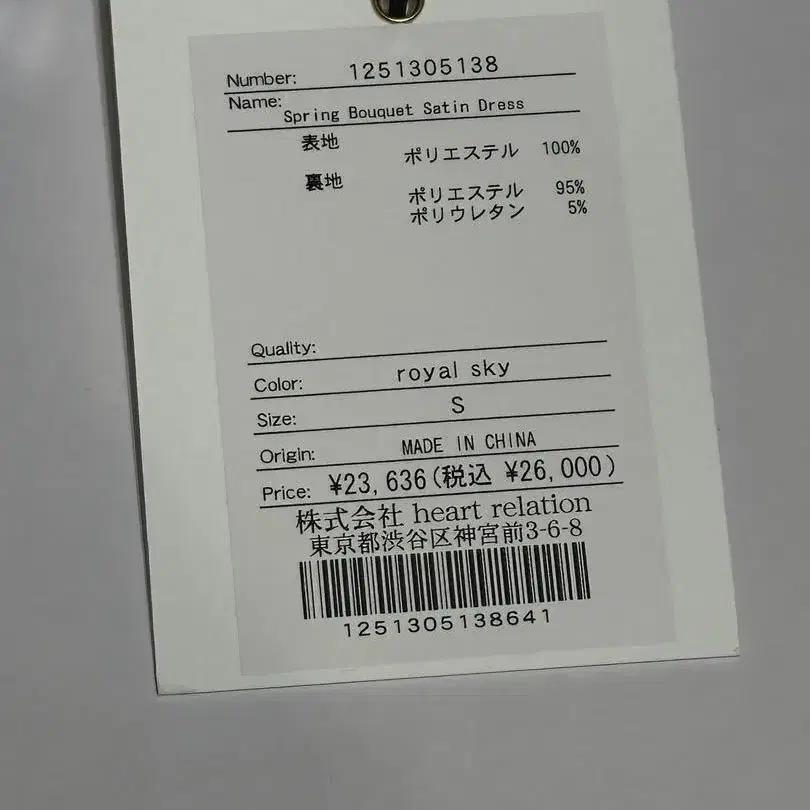 Number: 1251305138
Name: Spring Bouquet Satin Dress
表地
ポリエステル 100%
裏地
ポリエステル 95%
ポリウレタン 5%
Quality:
Color: royal sky
Size: S
Origin: MADE IN CHINA
Price: ¥23,636(税込 ¥26,000)
株式会社 heart relation
東京都渋谷区神宮前3-6-8
1251305138641